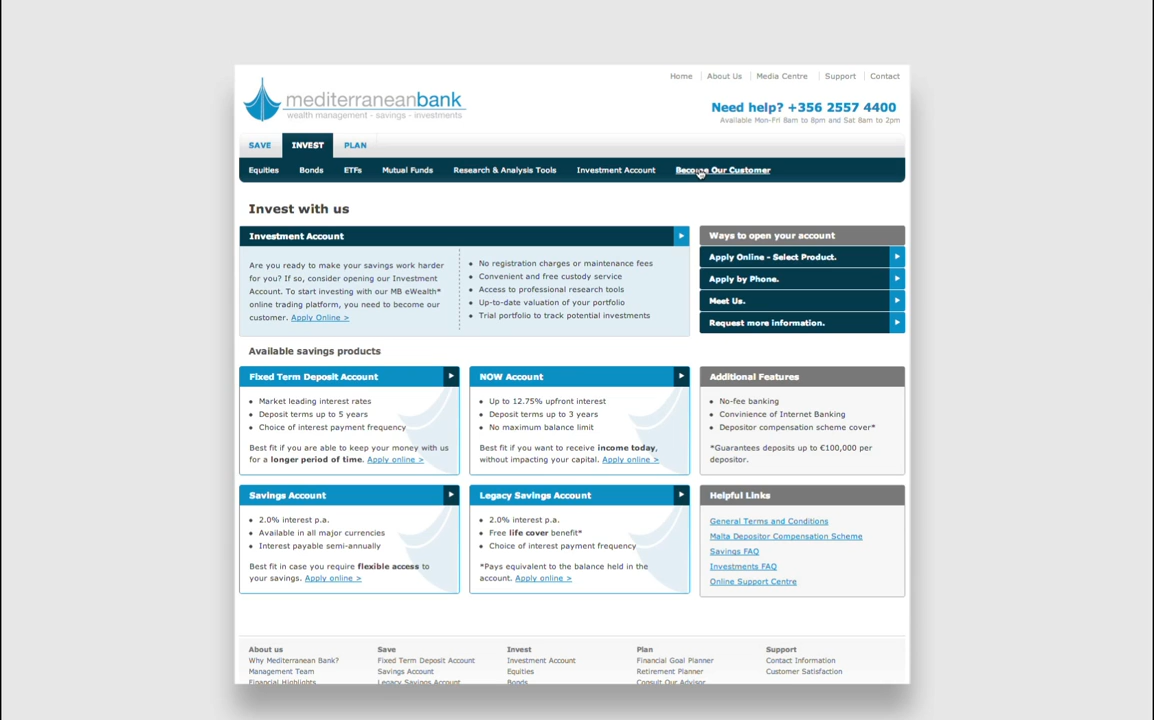 Home About Us Media Centre Support Contact
mediterraneanbank
wealth management - savings - investments
Need help? +356 2557 4400
Available Mon-Fri 8am to 8pm and Sat 8am to 2pm
SAVE INVEST PLAN
Equities Bonds ETFs Mutual Funds Research & Analysis Tools Investment Account Become Our Customer
Invest with us
Investment Account
Are you ready to make your savings work harder
for you? If so, consider opening our Investment
Account. To start investing with our MB eWealth*
online trading platform, you need to become our
customer. Apply Online >
• No registration charges or maintenance fees
• Convenient and free custody service
• Access to professional research tools
• Up-to-date valuation of your portfolio
• Trial portfolio to track potential investments
Ways to open your account
Apply Online - Select Product.
Apply by Phone.
Meet Us.
Request more information.
Available savings products
Fixed Term Deposit Account
• Market leading interest rates
• Deposit terms up to 5 years
• Choice of interest payment frequency
Best fit if you are able to keep your money with us
for a longer period of time. Apply online >
NOW Account
• Up to 12.75% upfront interest
• Deposit terms up to 3 years
• No maximum balance limit
Best fit if you want to receive income today,
without impacting your capital. Apply online >
Additional Features
• No-fee banking
• Convinience of Internet Banking
• Depositor compensation scheme cover*
*Guarantees deposits up to €100,000 per
depositor.
Savings Account
• 2.0% interest p.a.
• Available in all major currencies
• Interest payable semi-annually
Best fit in case you require flexible access to
your savings. Apply online >
Legacy Savings Account
• 2.0% interest p.a.
• Free life cover benefit*
• Choice of interest payment frequency
*Pays equivalent to the balance held in the
account. Apply online >
Helpful Links
General Terms and Conditions
Malta Depositor Compensation Scheme
Savings FAQ
Investments FAQ
Online Support Centre
About us
Why Mediterranean Bank?
Management Team
Financial Highlights
Save
Fixed Term Deposit Account
Savings Account
Legacy Savings Account
Invest
Investment Account
Equities
Bonds
Plan
Financial Goal Planner
Retirement Planner
Consult Our Advisor
Support
Contact Information
Customer Satisfaction